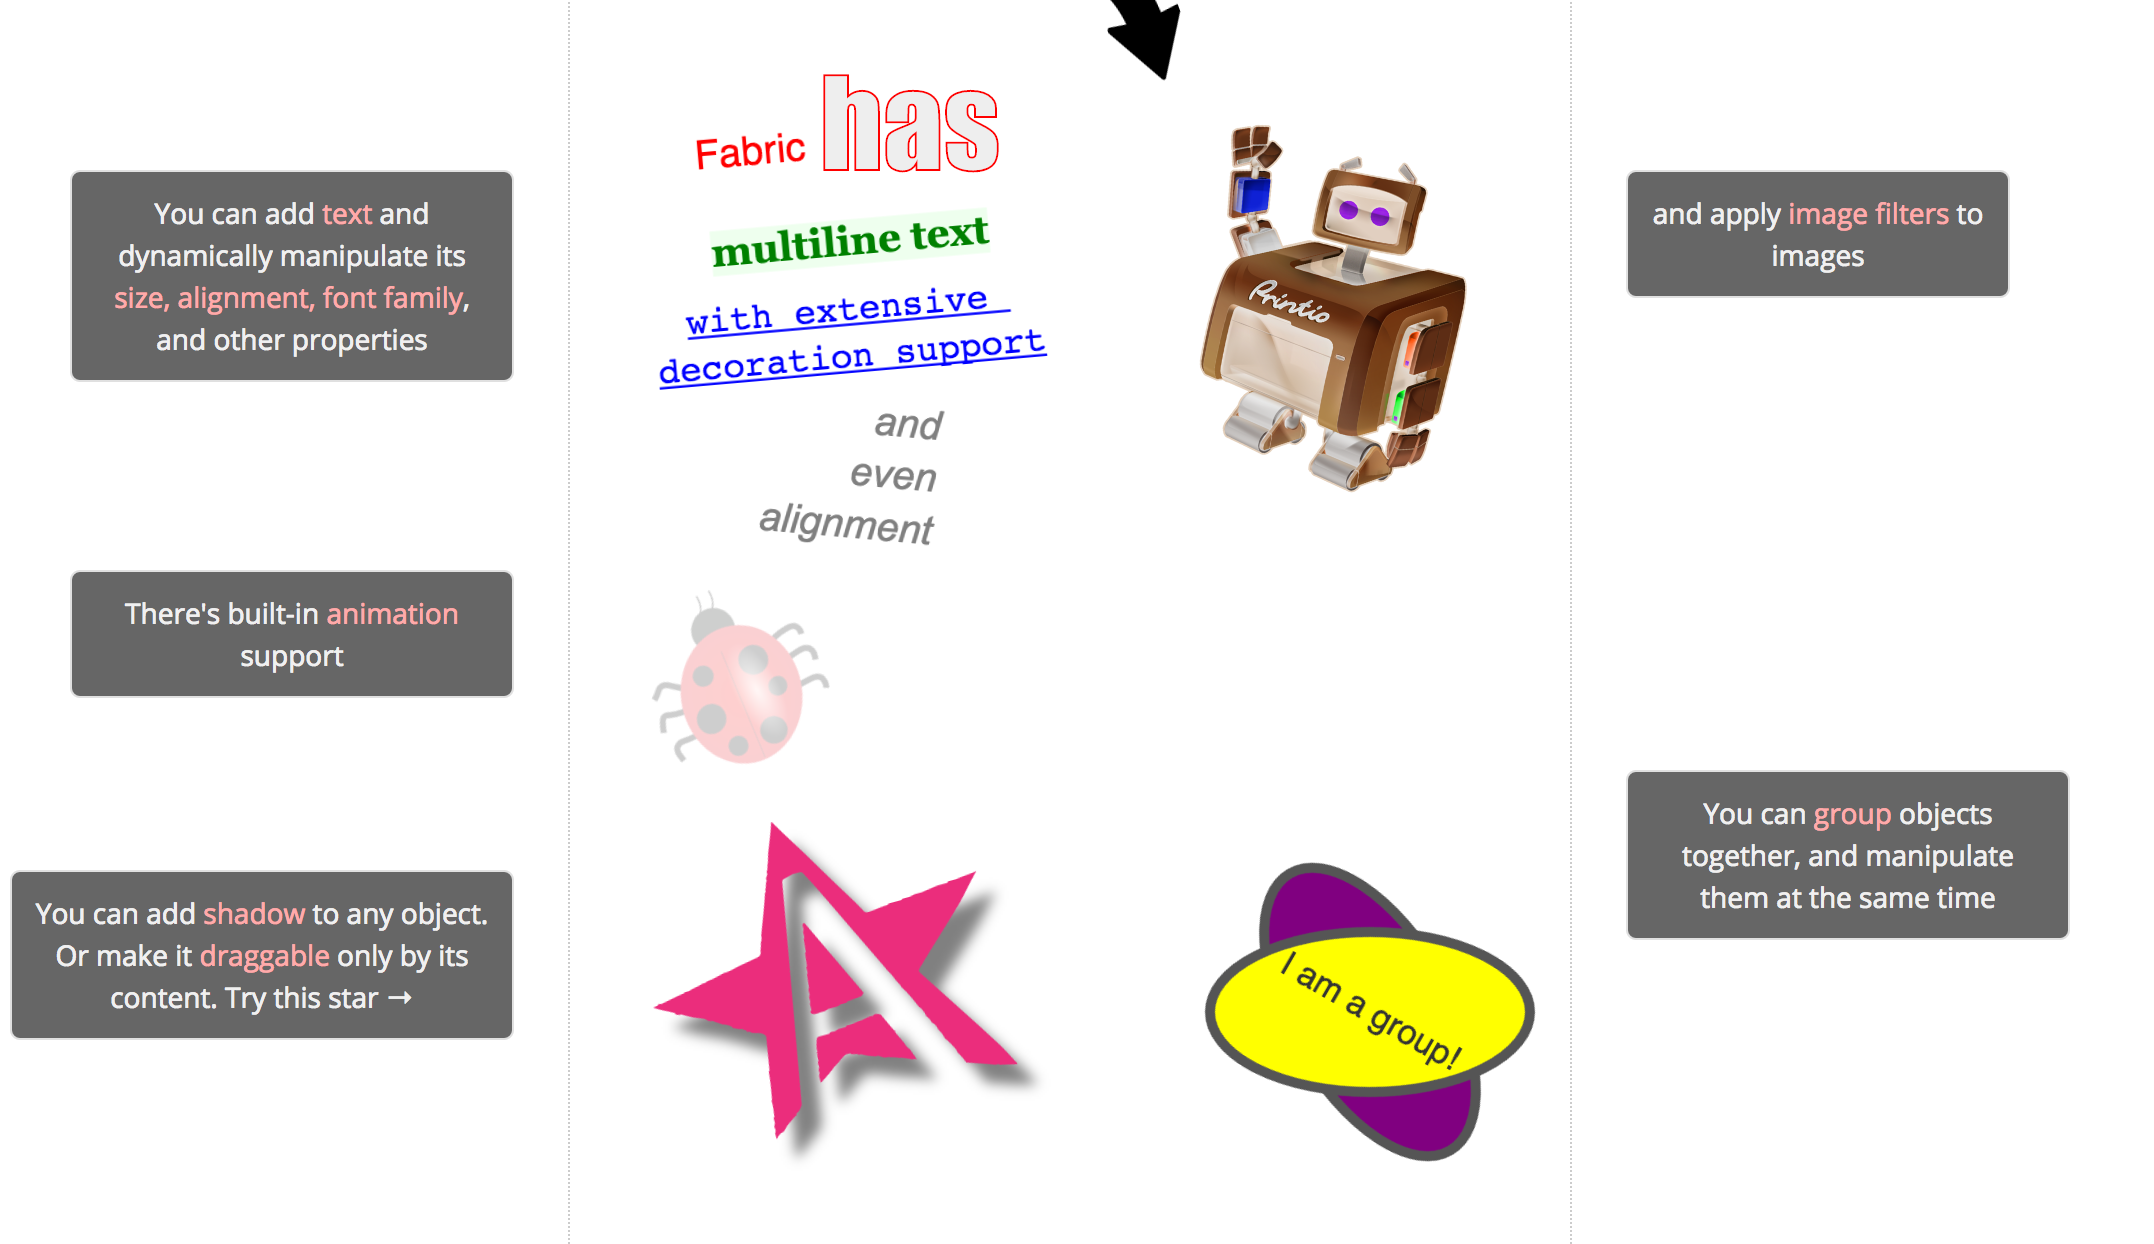 You can add text and
dynamically manipulate its
size, alignment, font family,
and other properties
There's built-in animation
support
You can add shadow to any object.
Or make it draggable only by its
content. Try this star →
Fabric has
multiline text
with extensive
decoration support
and
even
alignment
Printio
I am a group!
and apply image filters to
images
You can group objects
together, and manipulate
them at the same time